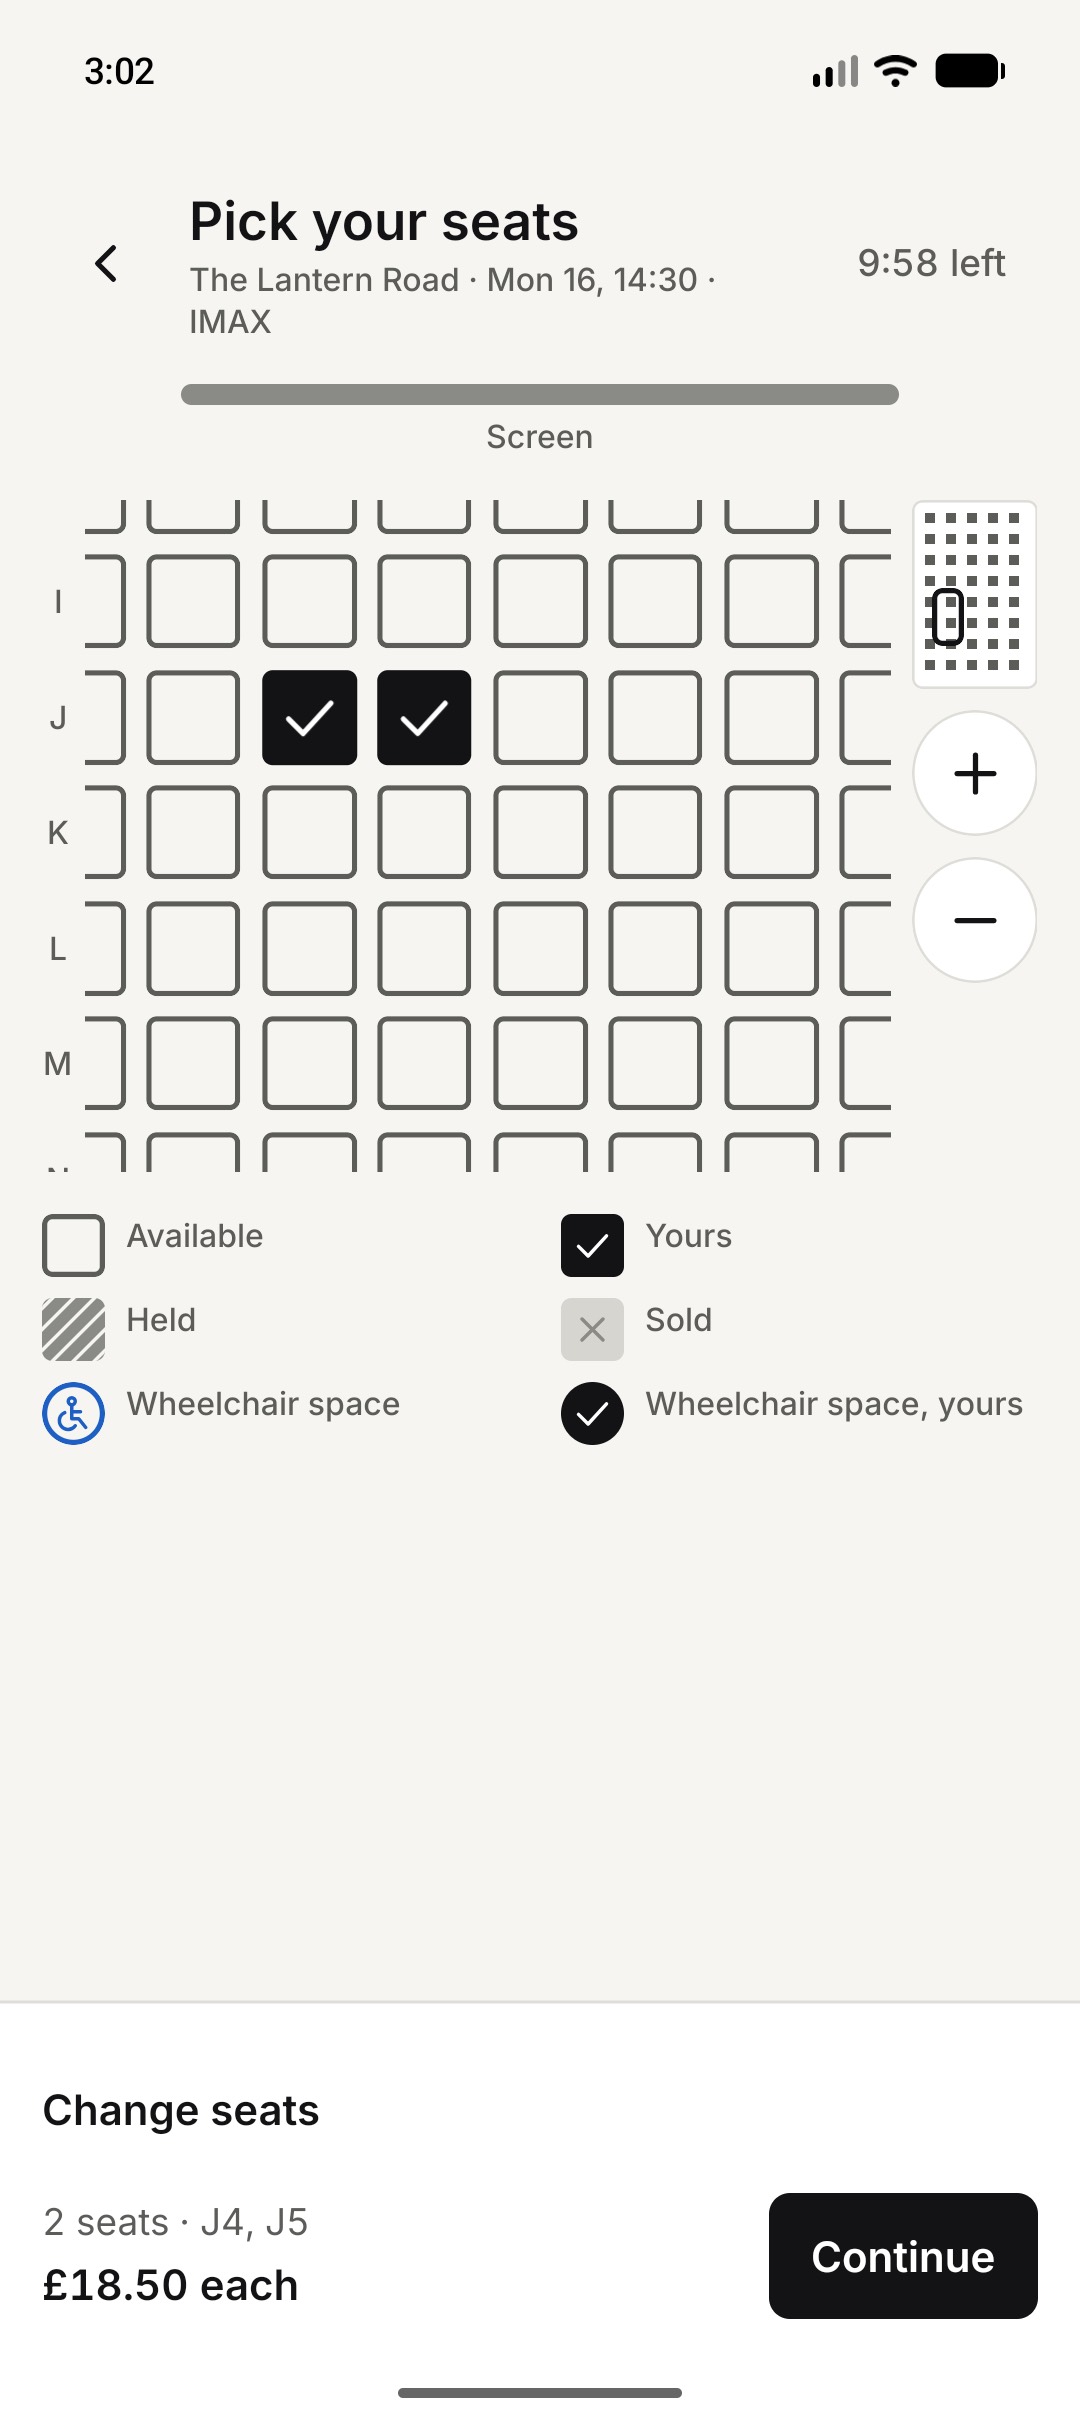 3:02
Pick your seats
The Lantern Road · Mon 16, 14:30 ·
IMAX
9:58 left
Screen
I
J
K
L
M
Available
Yours
Held
Sold
Wheelchair space
Wheelchair space, yours
Change seats
2 seats · J4, J5
£18.50 each
Continue